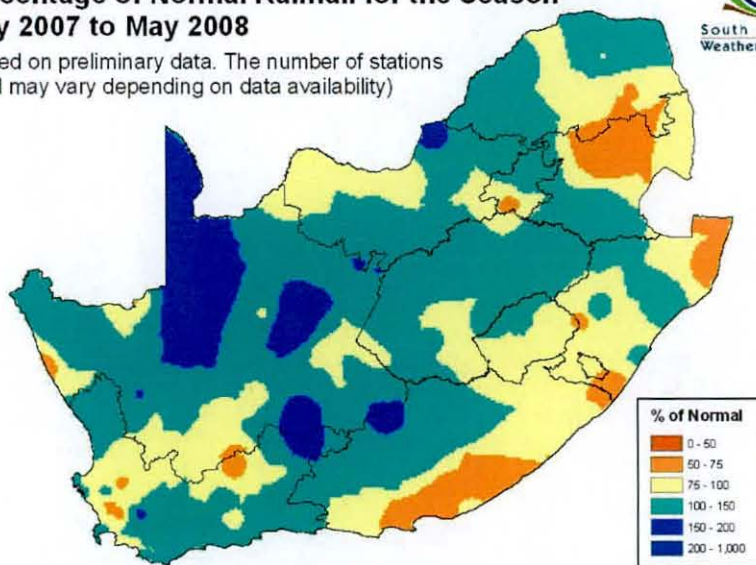 y 2007 to May 2008
ed on preliminary data. The number of stations
may vary depending on data availability)
South
Weather
% of Normal
0 - 50
50 - 75
75 - 100
100 - 150
150 - 200
200 - 1,000